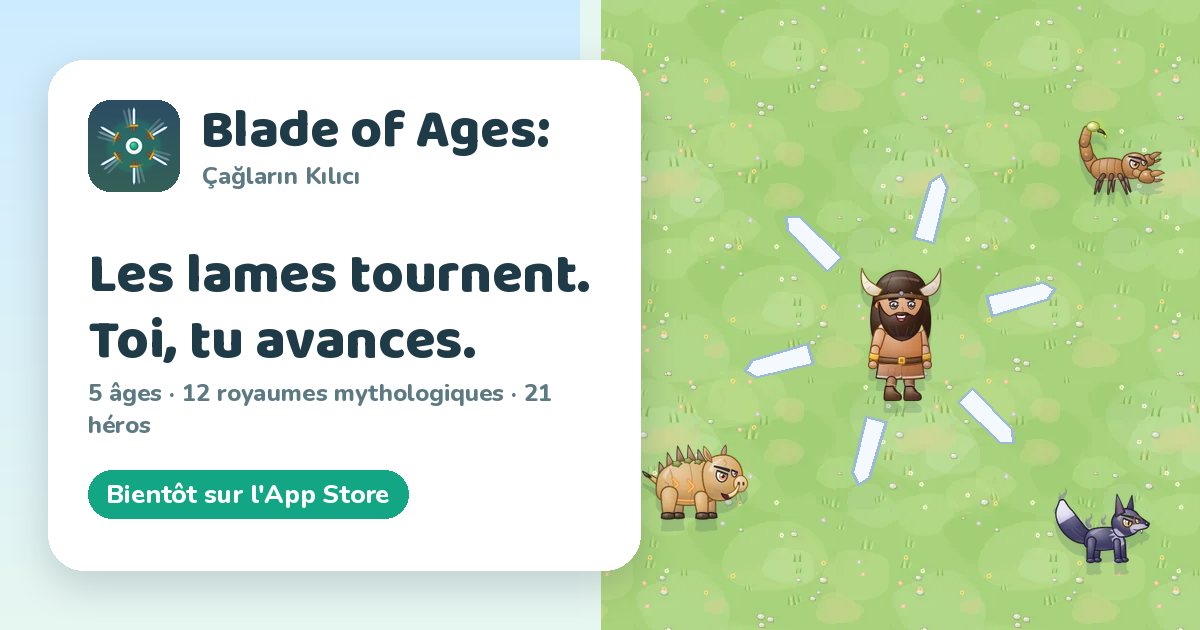 Blade of Ages:
Çağların Kılıcı
Les lames tournent.
Toi, tu avances.
5 âges · 12 royaumes mythologiques · 21
héros
Bientôt sur l'App Store